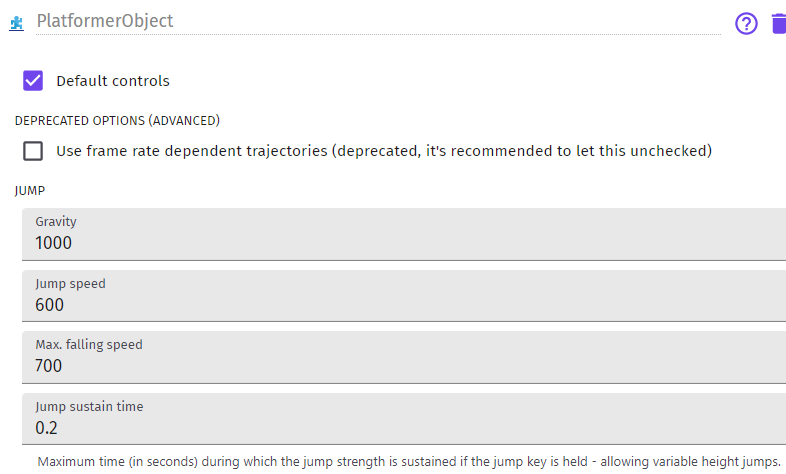 PlatformerObject
Default controls
DEPRECATED OPTIONS (ADVANCED)
Use frame rate dependent trajectories (deprecated, it's recommended to let this unchecked)
JUMP
Gravity
1000
Jump speed
600
Max. falling speed
700
Jump sustain time
0.2
Maximum time (in seconds) during which the jump strength is sustained if the jump key is held - allowing variable height jumps.